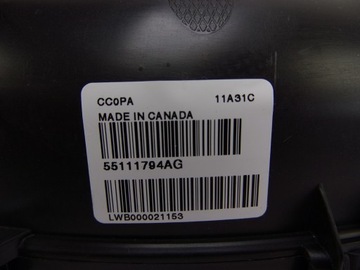 CC0PA 11A31C
MADE IN CANADA
55111794AG
LWB000021153